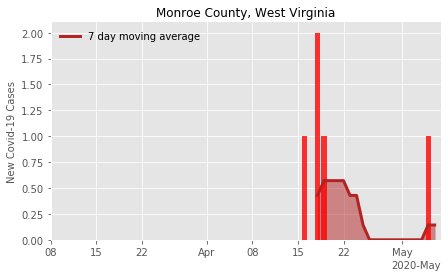 Monroe County, West Virginia
7 day moving average
New Covid-19 Cases
2.00
1.75
1.50
1.25
1.00
0.75
0.50
0.25
0.00
08 15 22 Apr 08 15 22 May
2020-May